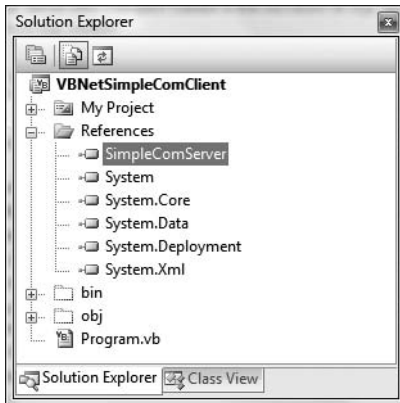 Solution Explorer
VBNetSimpleComClient
My Project
References
SimpleComServer
System
System.Core
System.Data
System.Deployment
System.Xml
bin
obj
Program.vb
Solution Explorer Class View